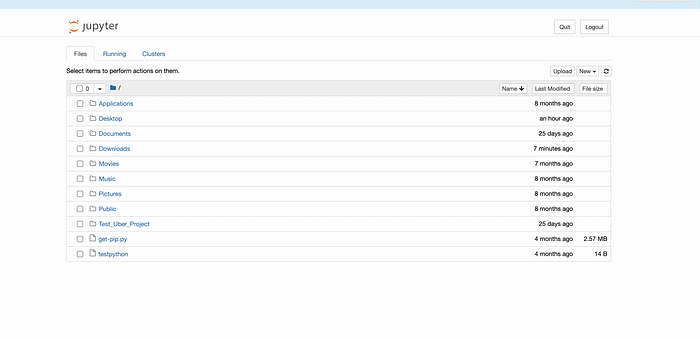 jupyter Quit Logout
Files Running Clusters
Select items to perform actions on them. Upload New
0 / Name Last Modified File size
Applications 8 months ago
Desktop an hour ago
Documents 25 days ago
Downloads 7 minutes ago
Movies 7 months ago
Music 8 months ago
Pictures 8 months ago
Public 8 months ago
Test_Uber_Project 25 days ago
get-pip.py 4 months ago 2.57 MB
testpython 4 months ago 14 B